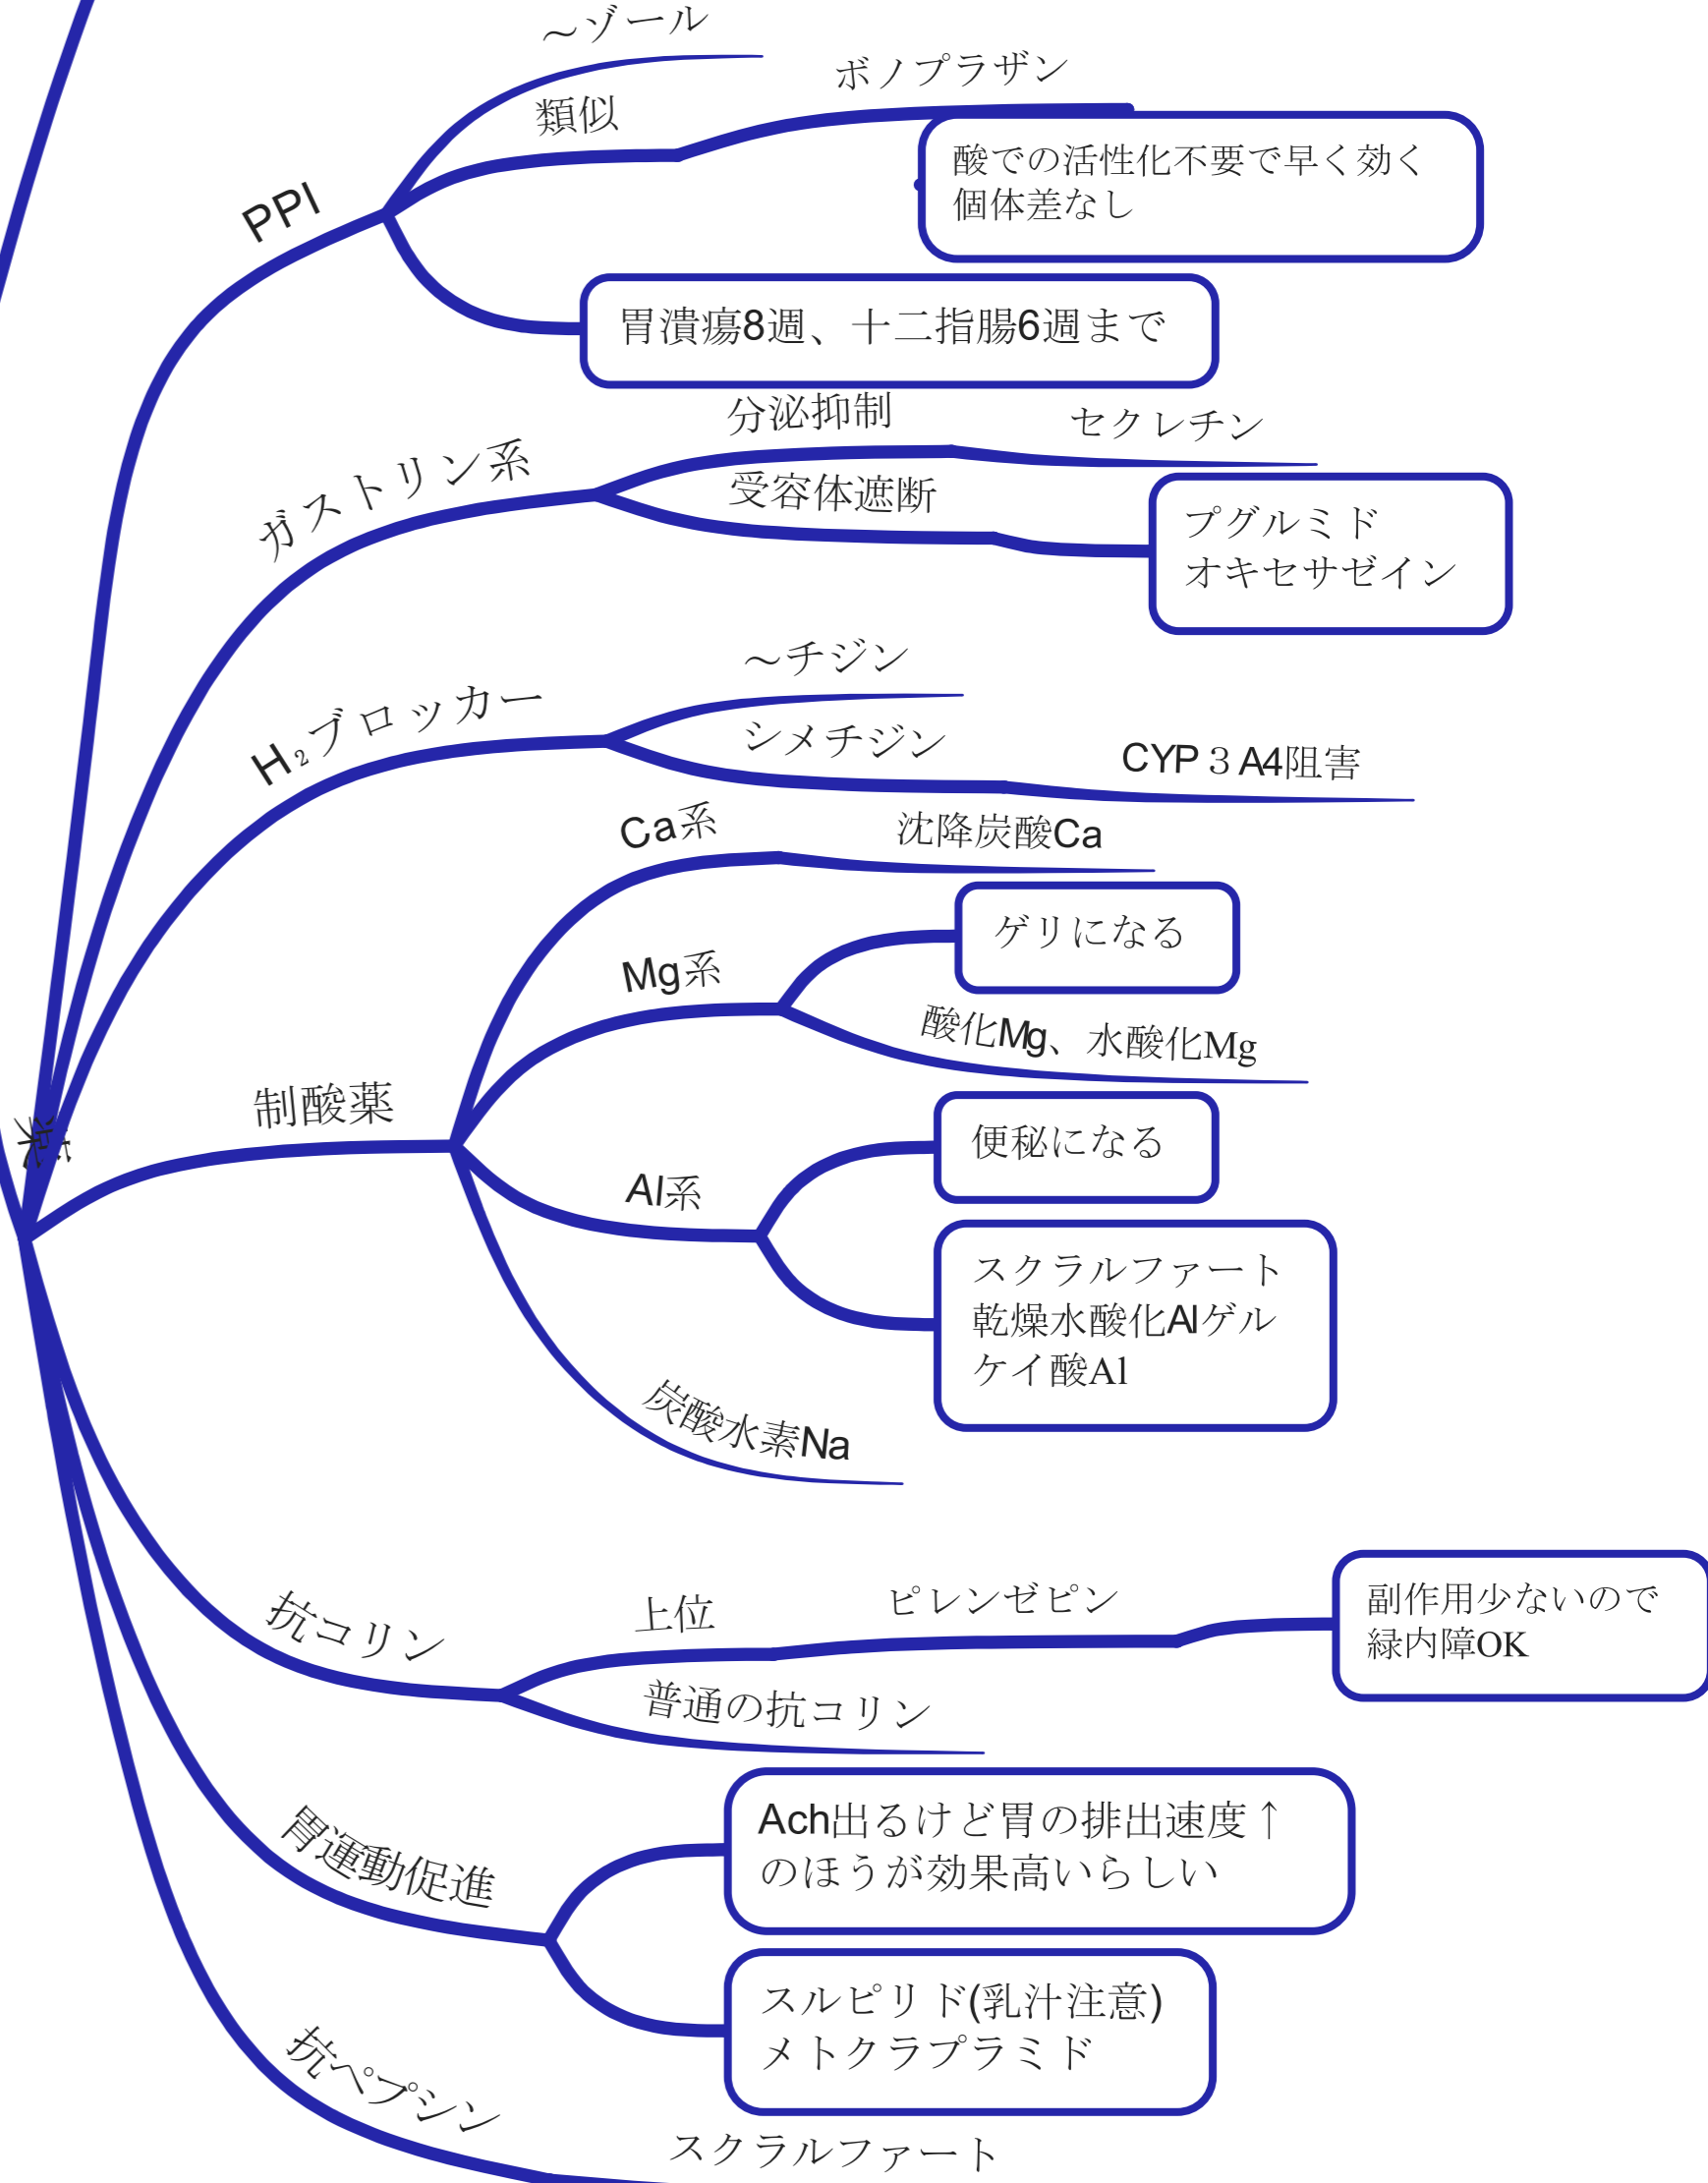 ～ゾール
類似
ボノプラザン
酸での活性化不要で早く効く
個体差なし
PPI
胃潰瘍8週、十二指腸6週まで
分泌抑制
セクレチン
ガストリン系
受容体遮断
プグルミド
オキセサゼイン
～チジン
H₂ブロッカー
シメチジン
CYP３A4阻害
Ca系
沈降炭酸Ca
ゲリになる
Mg系
酸化Mg、水酸化Mg
制酸薬
便秘になる
Al系
スクラルファート
乾燥水酸化Alゲル
ケイ酸Al
炭酸水素Na
抗コリン
上位
ピレンゼピン
副作用少ないので
緑内障OK
普通の抗コリン
胃運動促進
Ach出るけど胃の排出速度↑
のほうが効果高いらしい
スルピリド(乳汁注意)
メトクラプラミド
抗ペプシン
スクラルファート